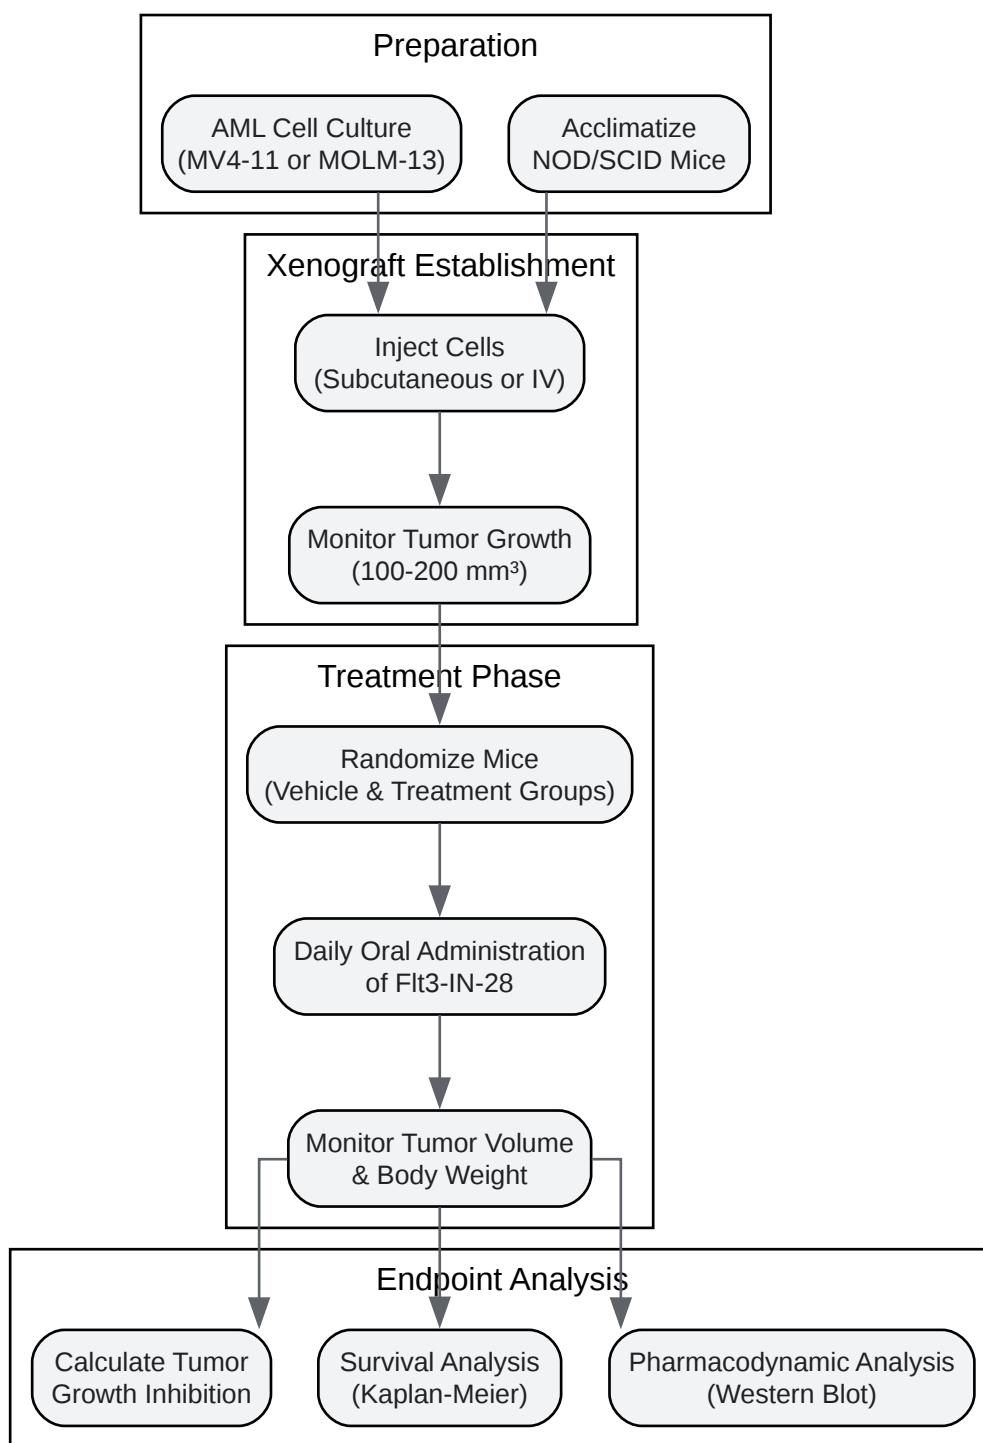 Preparation
AML Cell Culture
(MV4-11 or MOLM-13)
Acclimatize
NOD/SCID Mice
Xenograft Establishment
Inject Cells
(Subcutaneous or IV)
Monitor Tumor Growth
(100-200 mm³)
Treatment Phase
Randomize Mice
(Vehicle & Treatment Groups)
Daily Oral Administration
of Flt3-IN-28
Monitor Tumor Volume
& Body Weight
Endpoint Analysis
Calculate Tumor
Growth Inhibition
Survival Analysis
(Kaplan-Meier)
Pharmacodynamic Analysis
(Western Blot)